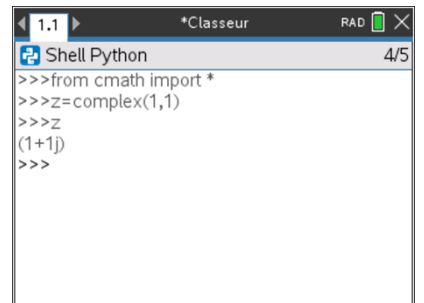 1.1 *Classeur RAD
Shell Python 4/5
>>>from cmath import *
>>>z=complex(1,1)
>>>z
(1+1j)
>>>